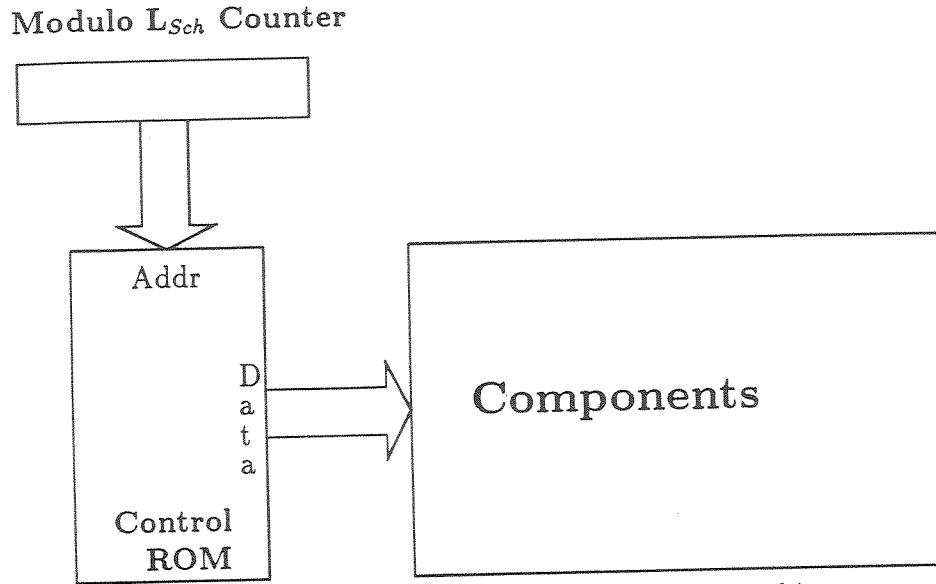 Modulo L_Sch Counter
Addr
D
a
t
a
Components
Control
ROM